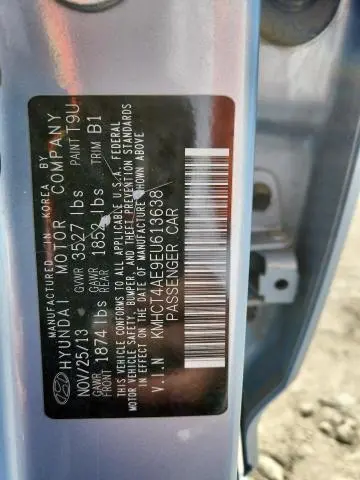 MANUFACTURED IN KOREA BY
HYUNDAI MOTOR COMPANY
NOV/25/13 GVWR 3527 lbs PAINT T9U
GAWR FRONT 1874 lbs GAWR REAR 1852 lbs TRIM B1
THIS VEHICLE CONFORMS TO ALL APPLICABLE U.S.A. FEDERAL
MOTOR VEHICLE SAFETY, BUMPER, AND THEFT PREVENTION STANDARDS
IN EFFECT ON THE DATE OF MANUFACTURE SHOWN ABOVE
V.I.N KMHCT4AE9EU613638
PASSENGER CAR